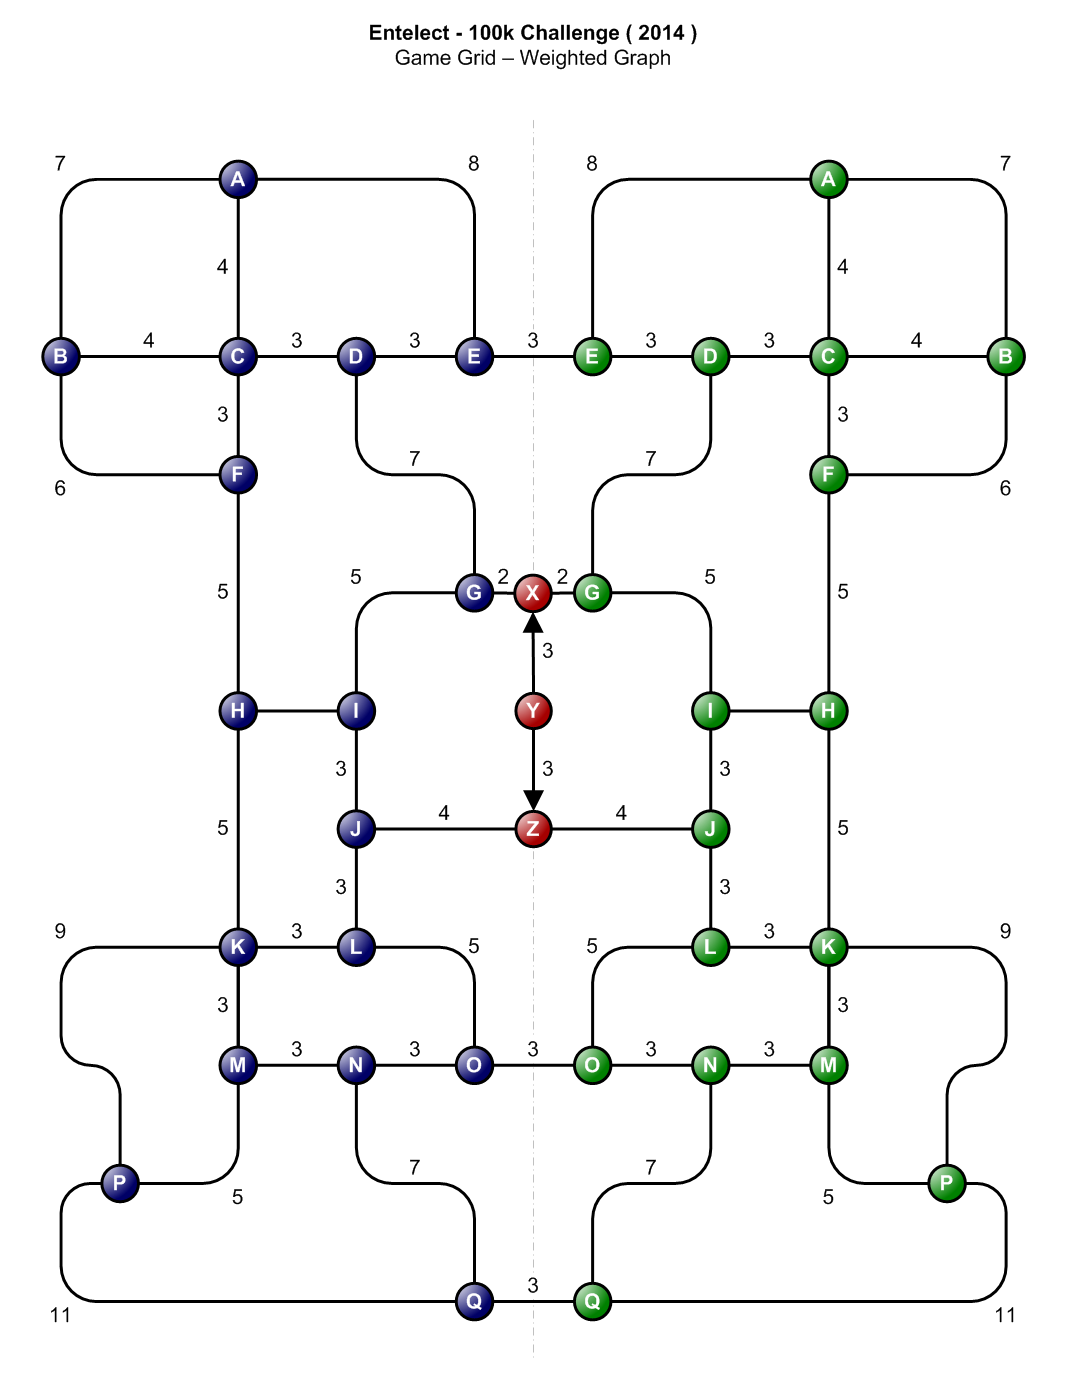 Entelect - 100k Challenge ( 2014 )
Game Grid – Weighted Graph
7 8 8 7
A A
4 4
4 3 3 3 3 3 4
B C D E E D C B
3 3
7 7
F F
6 6
5 2 2 5
5 5
G X G
3
H I Y I H
3 3 3
4 4
5 5
J Z J
3 3
9 3 5 5 3 9
K L L K
3 3
3 3 3 3 3
M N O O N M
7 7
P P
5 5
3
Q Q
11 11